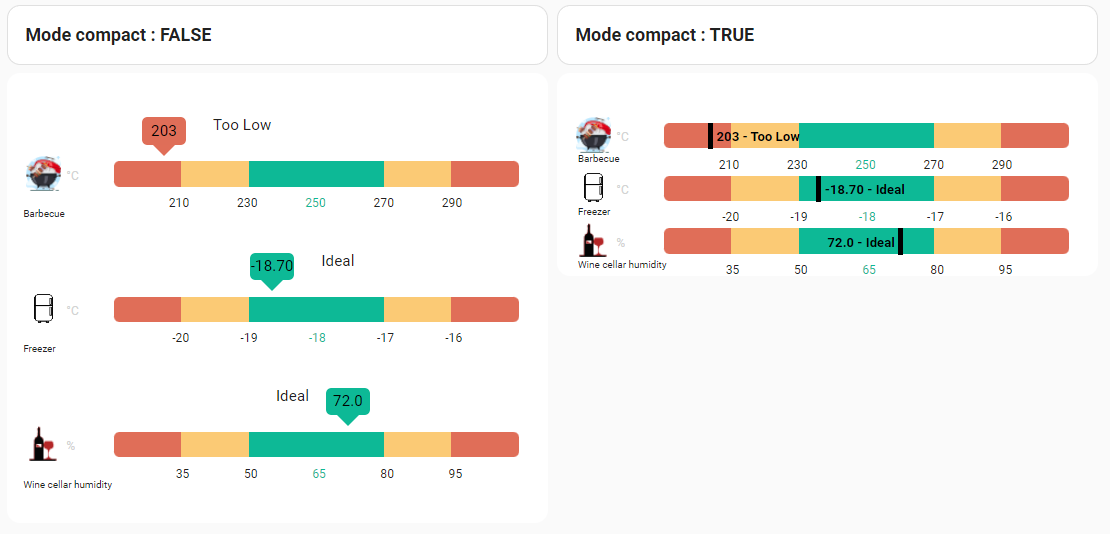 Mode compact : FALSE
203
Too Low
°C
210 230 250 270 290
Barbecue
-18.70
Ideal
°C
-20 -19 -18 -17 -16
Freezer
Ideal
72.0
%
35 50 65 80 95
Wine cellar humidity
Mode compact : TRUE
°C
203 - Too Low
Barbecue
210 230 250 270 290
°C
-18.70 - Ideal
Freezer
-20 -19 -18 -17 -16
%
72.0 - Ideal
Wine cellar humidity
35 50 65 80 95